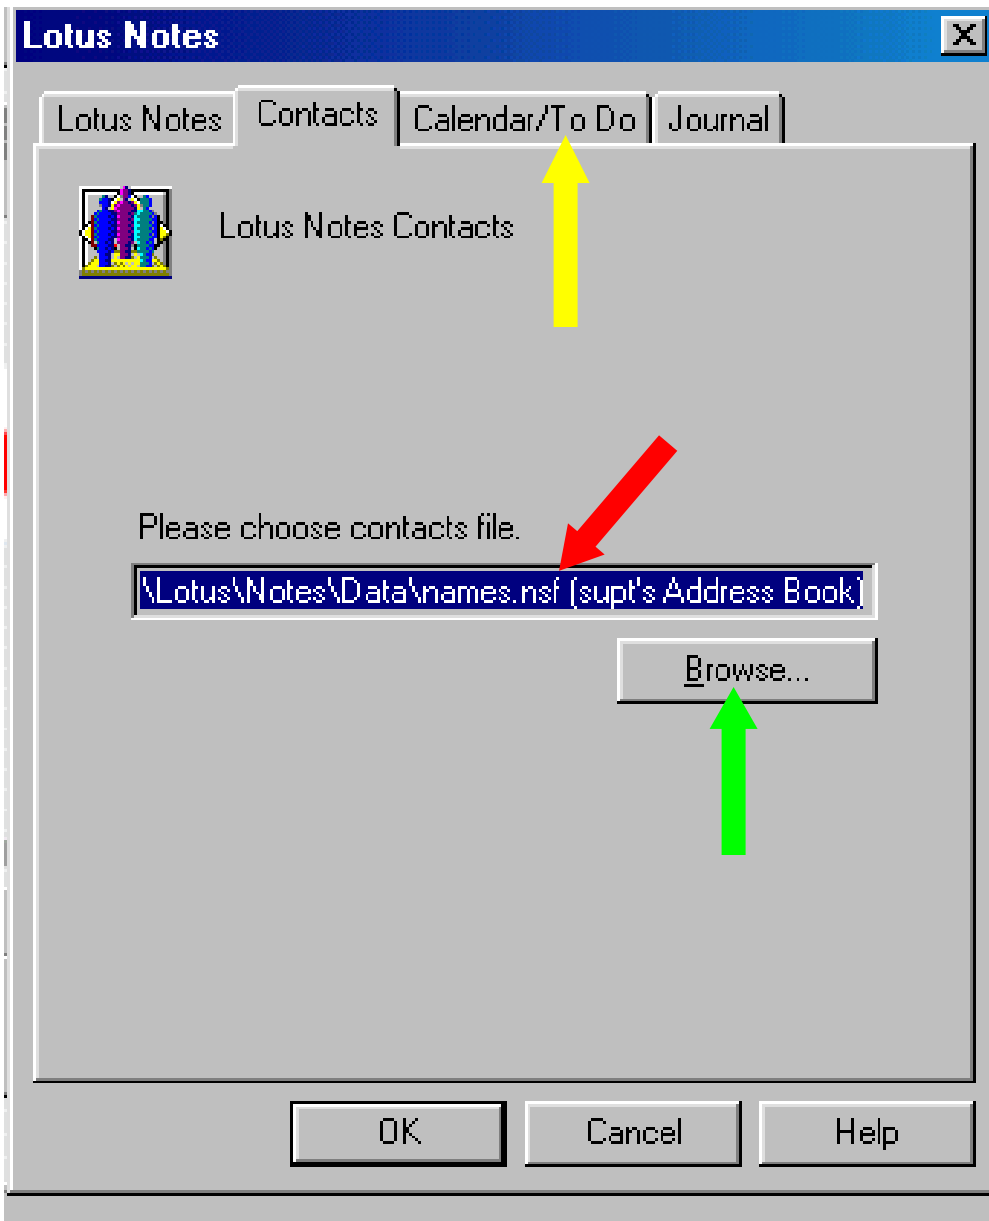 Lotus Notes
Lotus Notes Contacts Calendar/To Do Journal
Lotus Notes Contacts
Please choose contacts file.
\Lotus\Notes\Data\names.nsf (supt's Address Book)
Browse...
OK Cancel Help